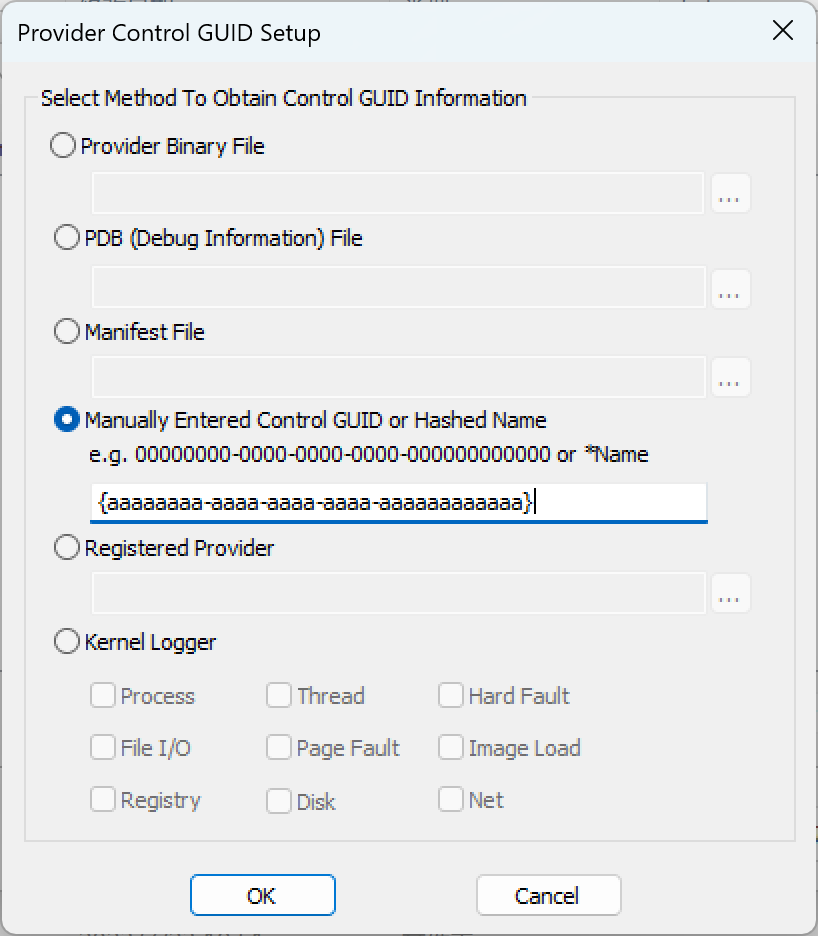 Provider Control GUID Setup
Select Method To Obtain Control GUID Information
Provider Binary File
...
PDB (Debug Information) File
...
Manifest File
...
Manually Entered Control GUID or Hashed Name
e.g. 00000000-0000-0000-0000-000000000000 or *Name
{aaaaaaaa-aaaa-aaaa-aaaa-aaaaaaaaaaaa}
Registered Provider
...
Kernel Logger
Process Thread Hard Fault
File I/O Page Fault Image Load
Registry Disk Net
OK Cancel